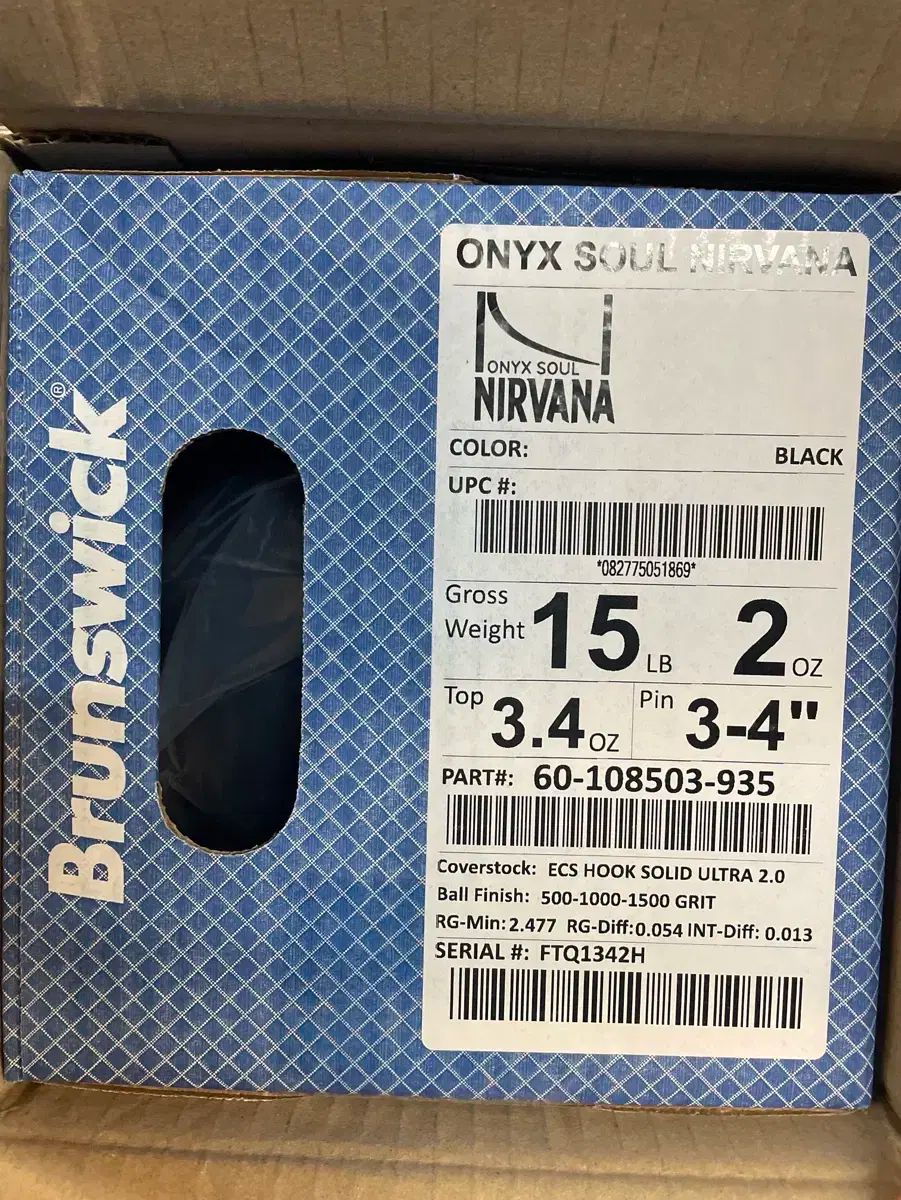 Brunswick®
ONYX SOUL NIRVANA
ONYX SOUL
NIRVANA
COLOR: BLACK
UPC #:
*082775051869*
Gross Weight 15 LB 2 OZ
Top 3.4 OZ Pin 3-4"
PART#: 60-108503-935
Coverstock: ECS HOOK SOLID ULTRA 2.0
Ball Finish: 500-1000-1500 GRIT
RG-Min: 2.477 RG-Diff: 0.054 INT-Diff: 0.013
SERIAL #: FTQ1342H